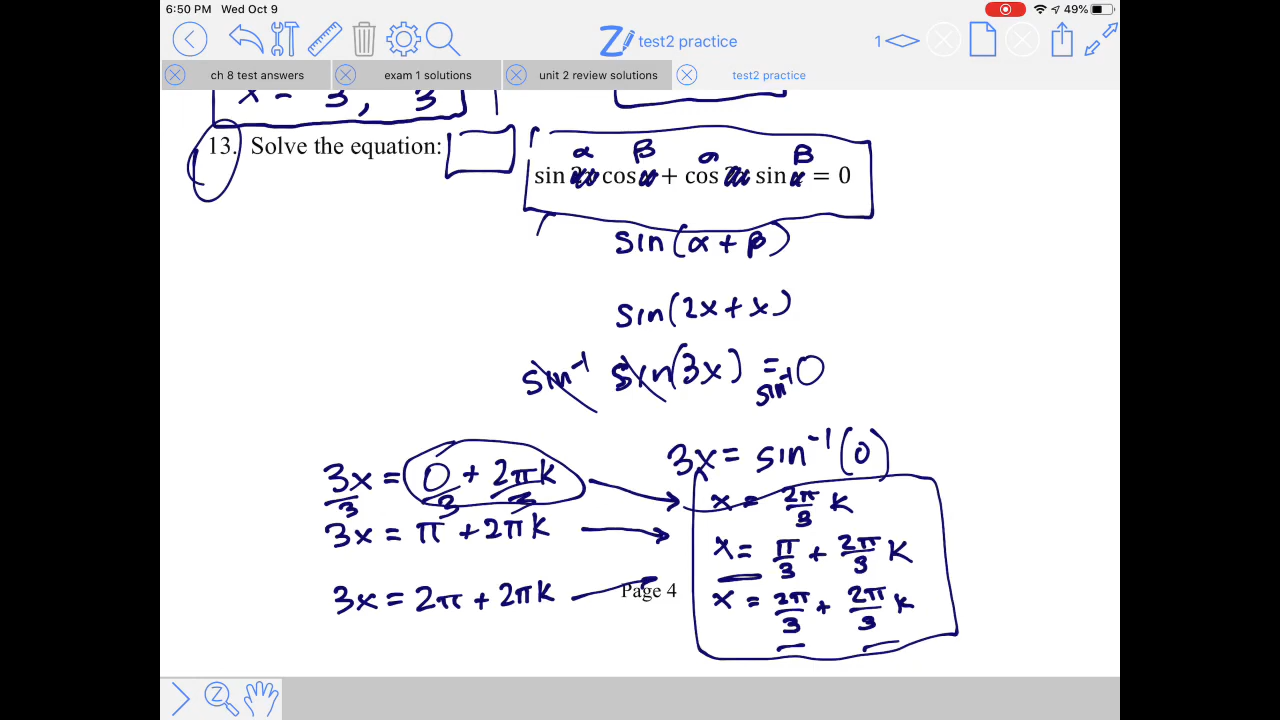 6:50 PM Wed Oct 9 49%
test2 practice 1
ch 8 test answers exam 1 solutions unit 2 review solutions test2 practice
x = 3, 3
13. Solve the equation:
α β α β
sin cos + cos sin = 0
sin(α + β)
sin(2x + x)
sin⁻¹ sin(3x) = sin⁻¹ 0
3x = sin⁻¹(0)
3x/3 = 0/3 + 2πk/3
x = 2π/3 k
3x = π + 2πk
x = π/3 + 2π/3 k
3x = 2π + 2πk
x = 2π/3 + 2π/3 k
Page 4